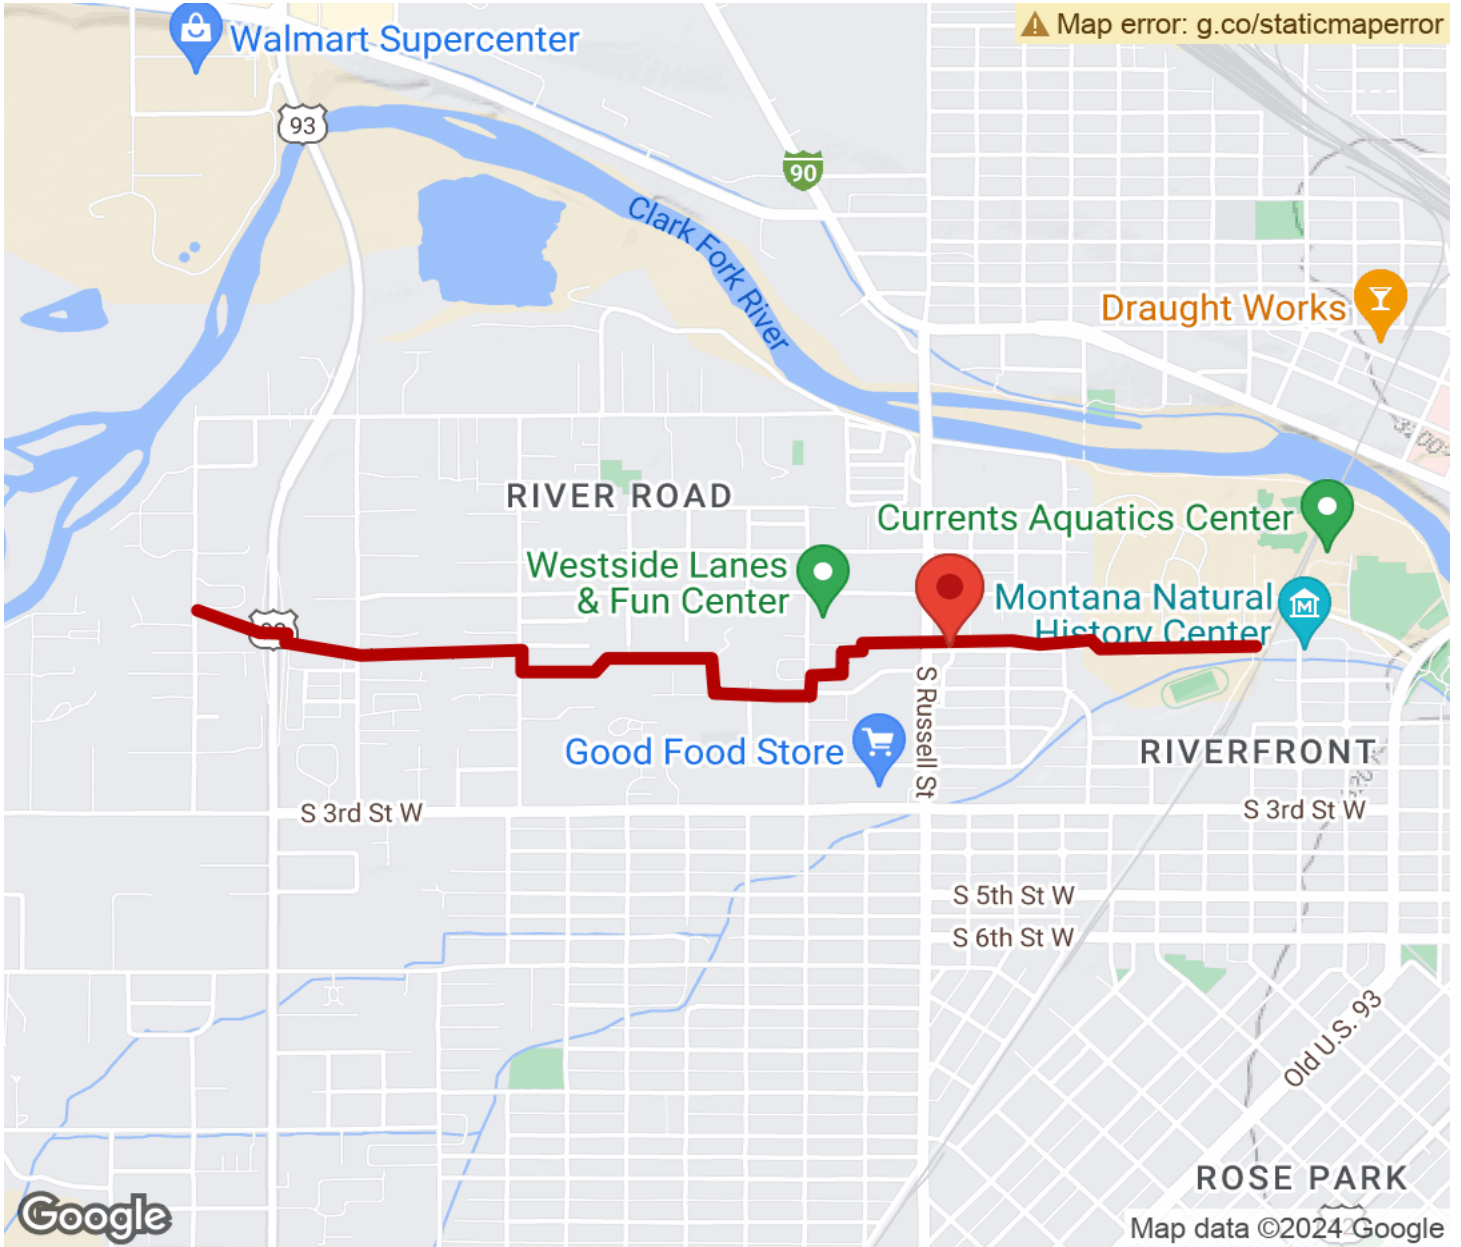 Map error: g.co/staticmaperror
Walmart Supercenter
93
90
Clark Fork River
Draught Works
RIVER ROAD
Currents Aquatics Center
Westside Lanes
& Fun Center
Montana Natural
History Center
M
S Russell St
Good Food Store
RIVERFRONT
S 3rd St W
S 3rd St W
S 5th St W
S 6th St W
Old U.S. 93
ROSE PARK
Google
Map data ©2024 Google